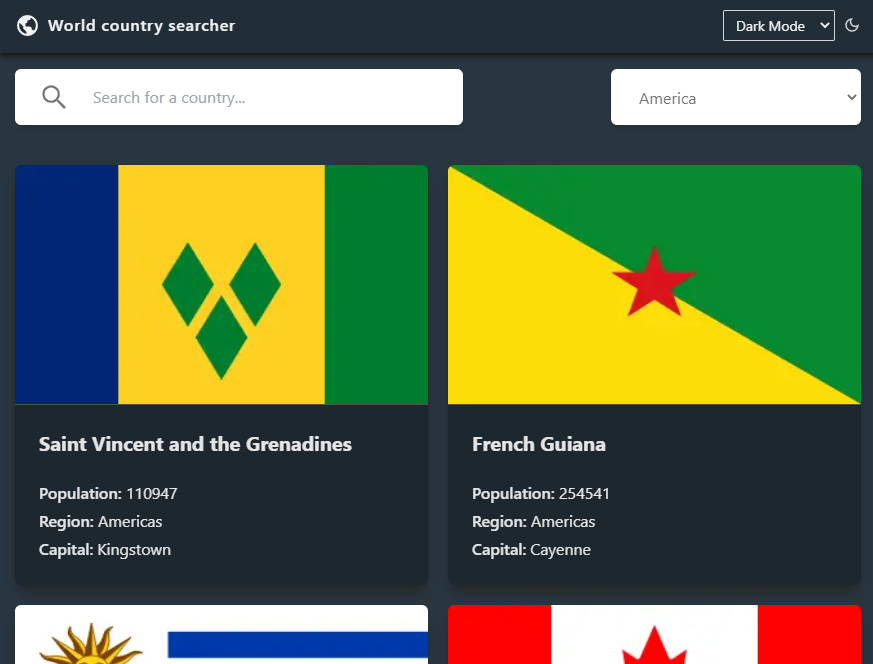 World country searcher
Dark Mode
Search for a country...
America
Saint Vincent and the Grenadines
Population: 110947
Region: Americas
Capital: Kingstown
French Guiana
Population: 254541
Region: Americas
Capital: Cayenne